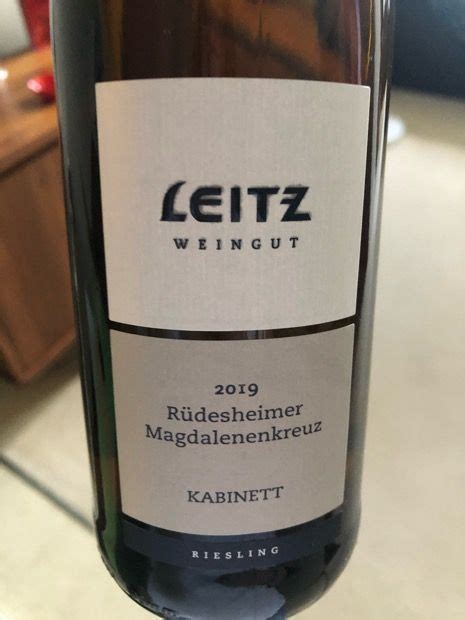 LEITZ
WEINGUT
2019
Rüdesheimer
Magdalenenkreuz
KABINETT
RIESLING